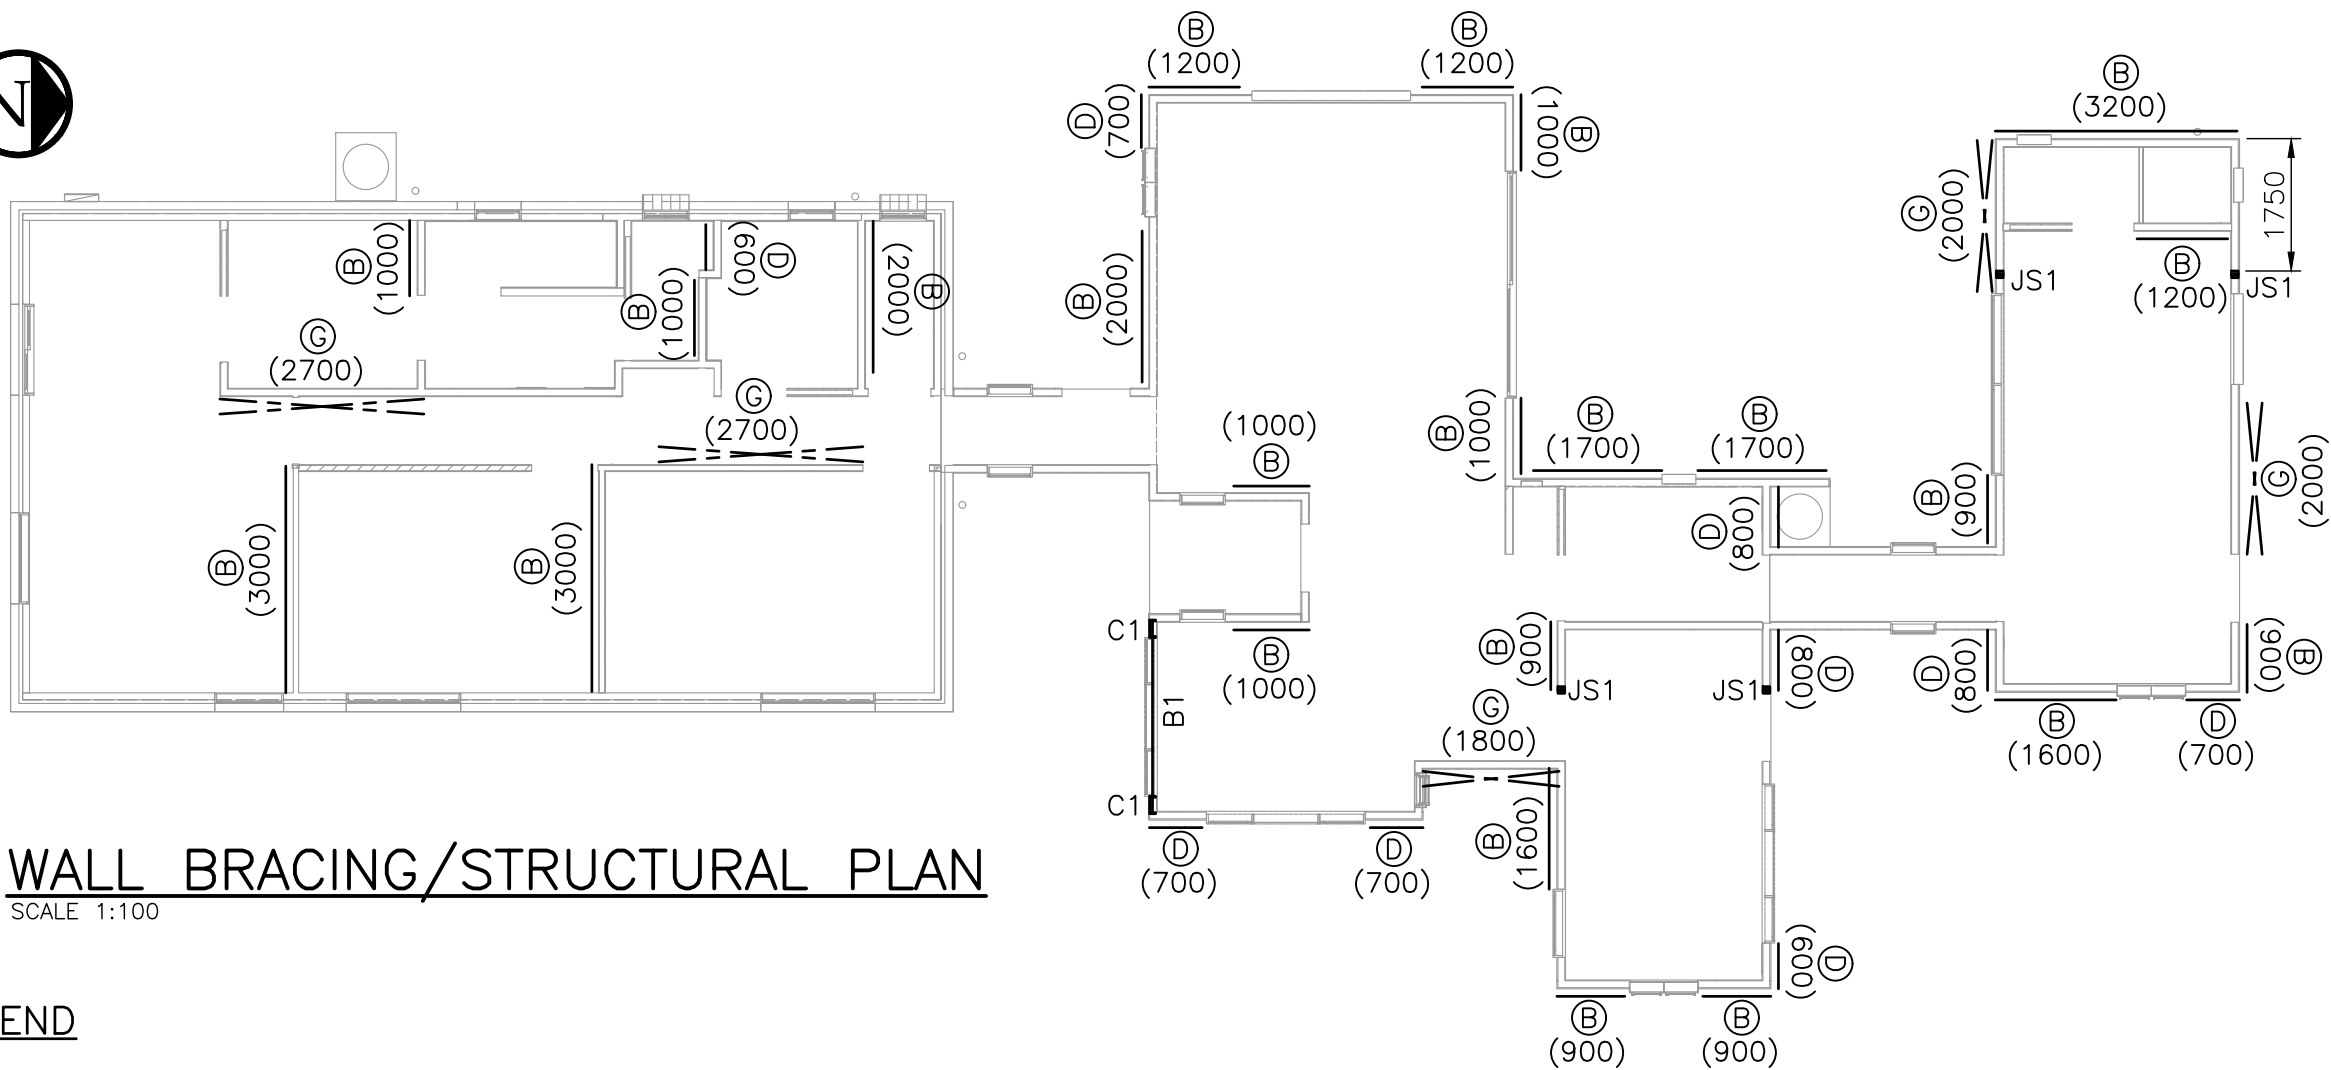 B
(1200)
B
(1200)
N
D
(700)
(1000)
B
B
(3200)
G
(2000)
1750
B
(1000)
(600)
D
B
(1000)
(2000)
B
B
(2000)
JS1
B
(1200)
JS1
G
(2700)
G
(2700)
(1000)
B
B
(1000)
B
(1700)
B
(1700)
B
(900)
G
(2000)
B
(3000)
B
(3000)
D
(800)
C1
B
(1000)
B1
C1
B
(900)
JS1
JS1
(800)
D
D
(800)
(900)
B
B
(1600)
D
(700)
G
(1800)
B
(1600)
D
(700)
D
(700)
WALL BRACING/STRUCTURAL PLAN
SCALE 1:100
(600)
D
B
(900)
B
(900)
END